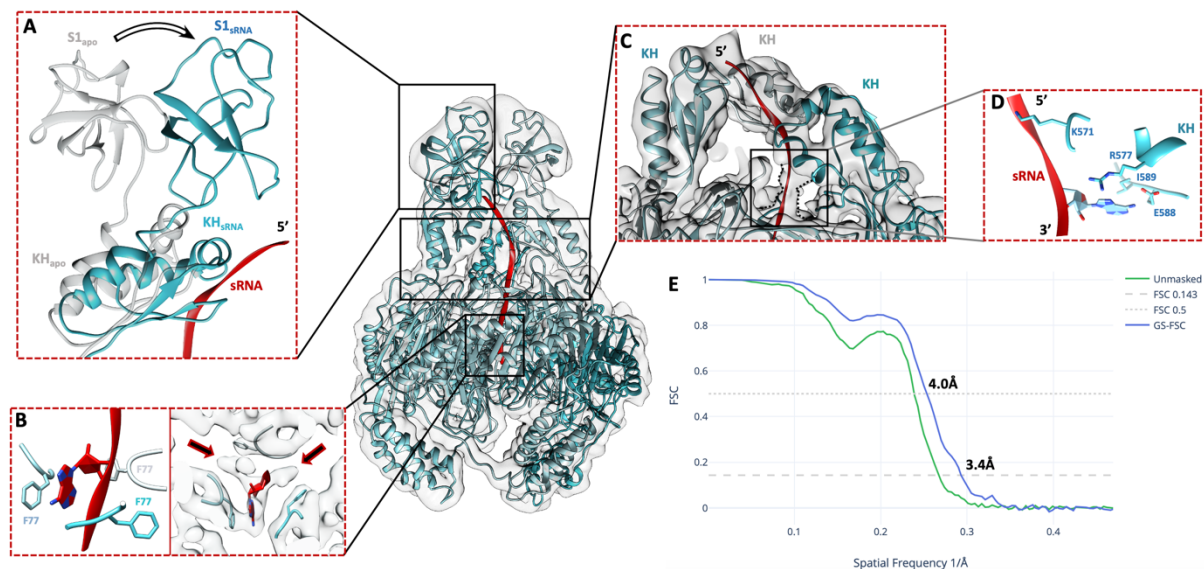 A
S1apo
S1sRNA
KHsRNA
5’
KHapo
sRNA
B
F77
F77
F77
C
KH
5’
KH
KH
D
5’
K571
KH
R577
sRNA
I589
E588
3’
E
1
0.8
0.6
0.4
0.2
0
FSC
4.0Å
3.4Å
0.1
0.2
0.3
0.4
Spatial Frequency 1/Å
Unmasked
FSC 0.143
FSC 0.5
GS-FSC